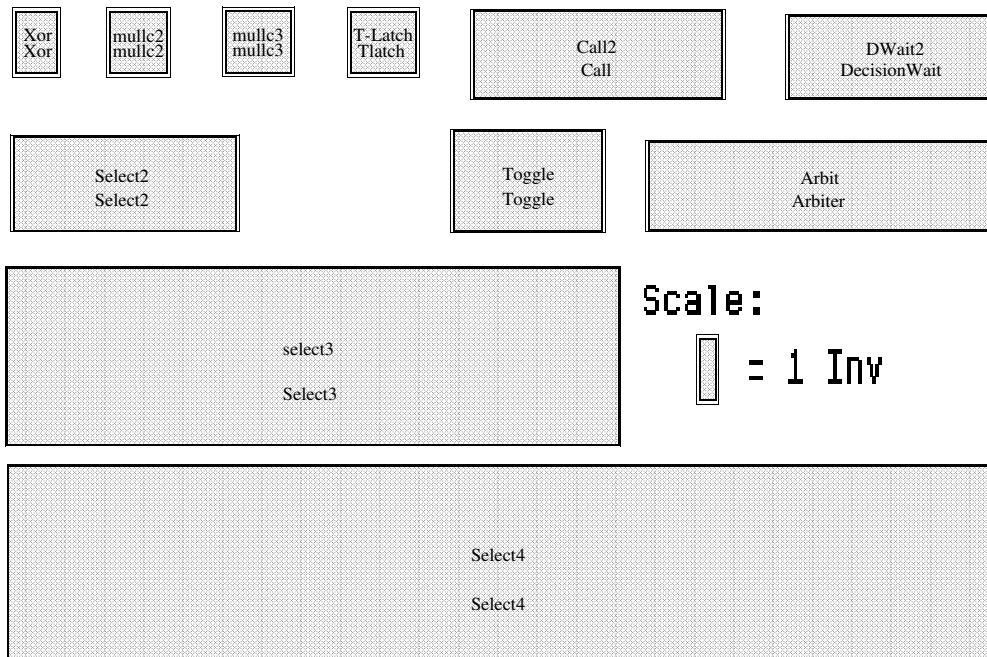 Xor
Xor
mullc2
mullc2
mullc3
mullc3
T-Latch
Tlatch
Call2
Call
DWait2
DecisionWait
Select2
Select2
Toggle
Toggle
Arbit
Arbiter
select3
Select3
Scale:
= 1 Inv
Select4
Select4